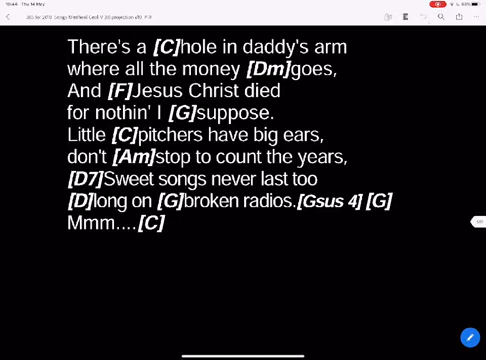 There's a [C]hole in daddy's arm
where all the money [Dm]goes,
And [F]Jesus Christ died
for nothin' I [G]suppose.
Little [C]pitchers have big ears,
don't [Am]stop to count the years,
[D7]Sweet songs never last too
[D]long on [G]broken radios.[Gsus 4] [G]
Mmm....[C]